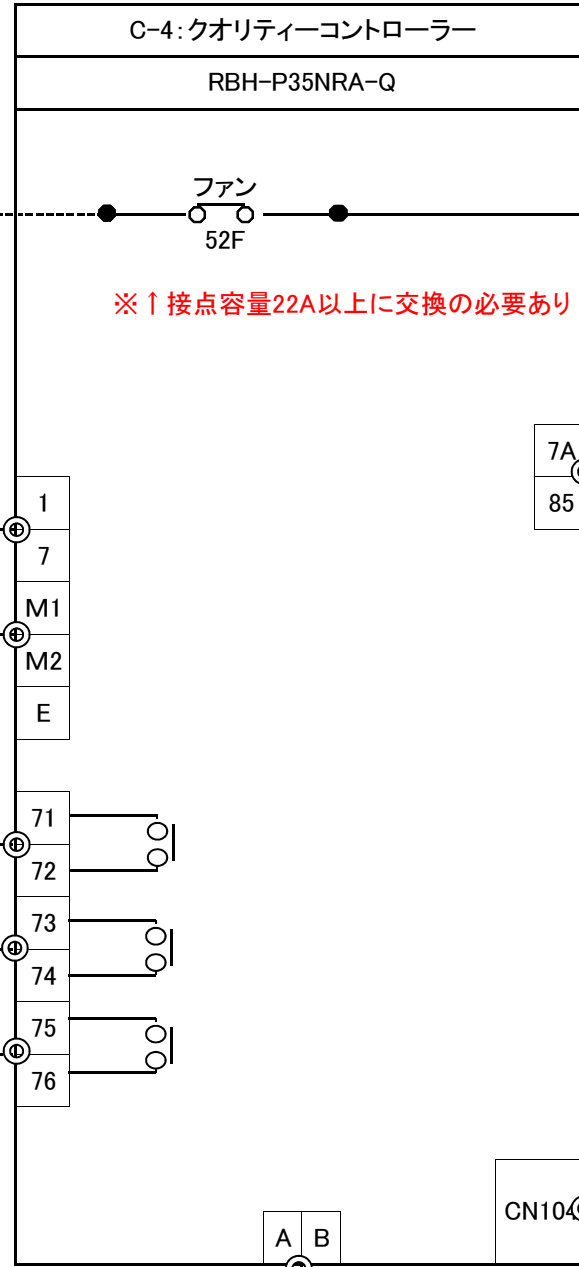 C-4:クオリティーコントローラー
RBH-P35NRA-Q
ファン
52F
※↑接点容量22A以上に交換の必要あり
7A
85
1
7
M1
M2
E
71
72
73
74
75
76
CN104
A B